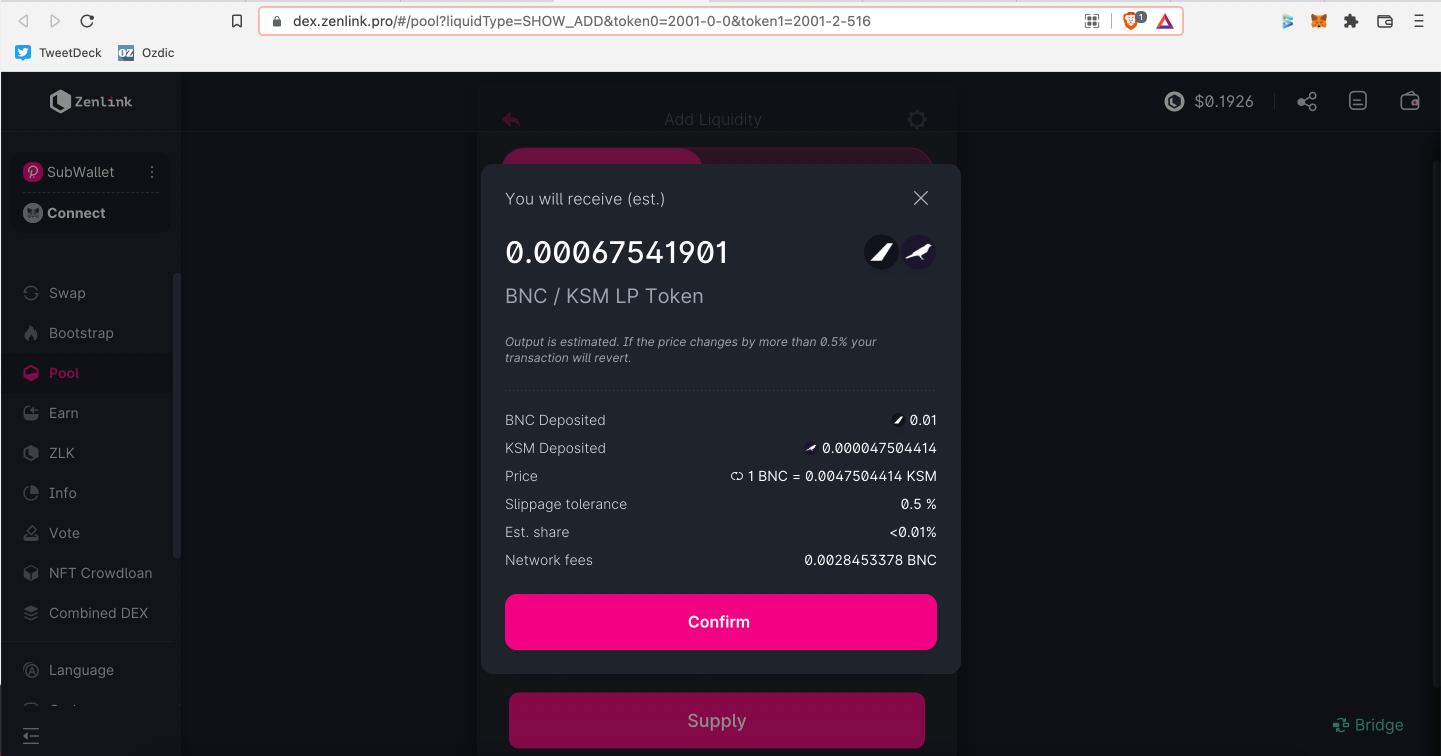 dex.zenlink.pro/#/pool?liquidType=SHOW_ADD&token0=2001-0-0&token1=2001-2-516
1
TweetDeck
OZ Ozdic
Zenlink
$0.1926
Add Liquidity
SubWallet
Connect
Swap
Bootstrap
Pool
Earn
ZLK
Info
Vote
NFT Crowdloan
Combined DEX
Language
You will receive (est.)
0.00067541901
BNC / KSM LP Token
Output is estimated. If the price changes by more than 0.5% your
transaction will revert.
BNC Deposited 0.01
KSM Deposited 0.000047504414
Price 1 BNC = 0.0047504414 KSM
Slippage tolerance 0.5 %
Est. share <0.01%
Network fees 0.0028453378 BNC
Confirm
Supply
Bridge